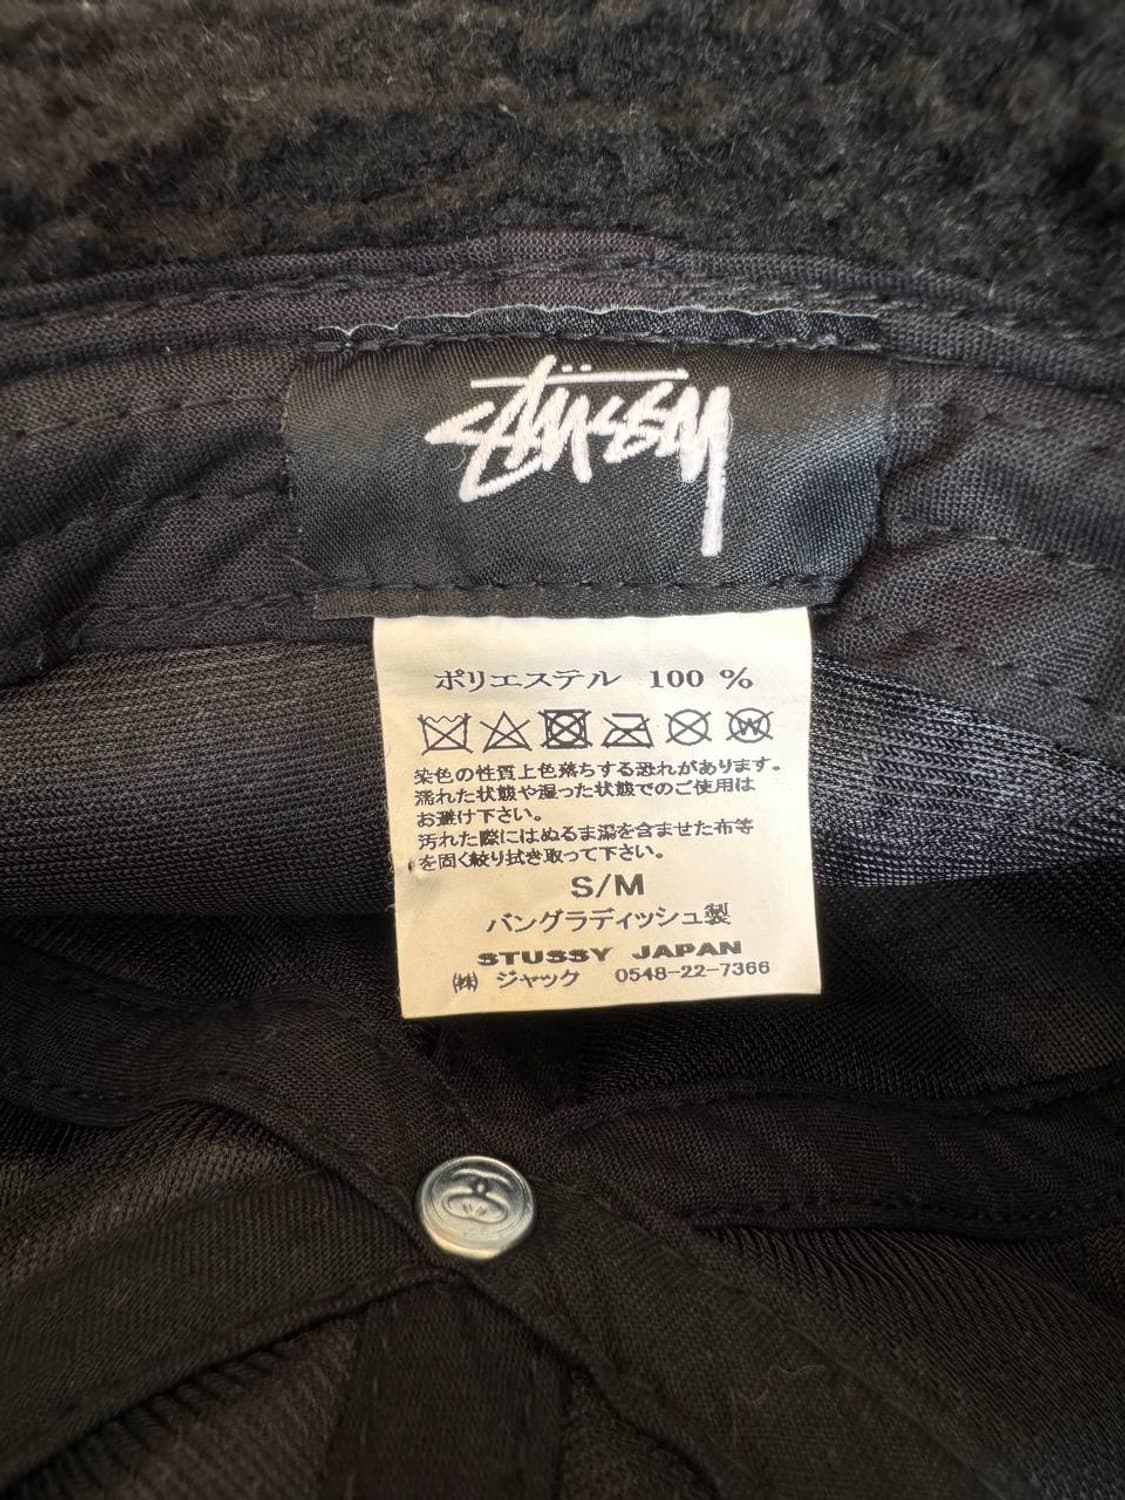 Stüssy
ポリエステル 100 %
染色の性質上色落ちする恐れがあります。
濡れた状態や湿った状態でのご使用は
お避け下さい。
汚れた際にはぬるま湯を含ませた布等
を固く絞り拭き取って下さい。
S/M
バングラディッシュ製
STUSSY JAPAN
㈱ ジャック 0548-22-7366